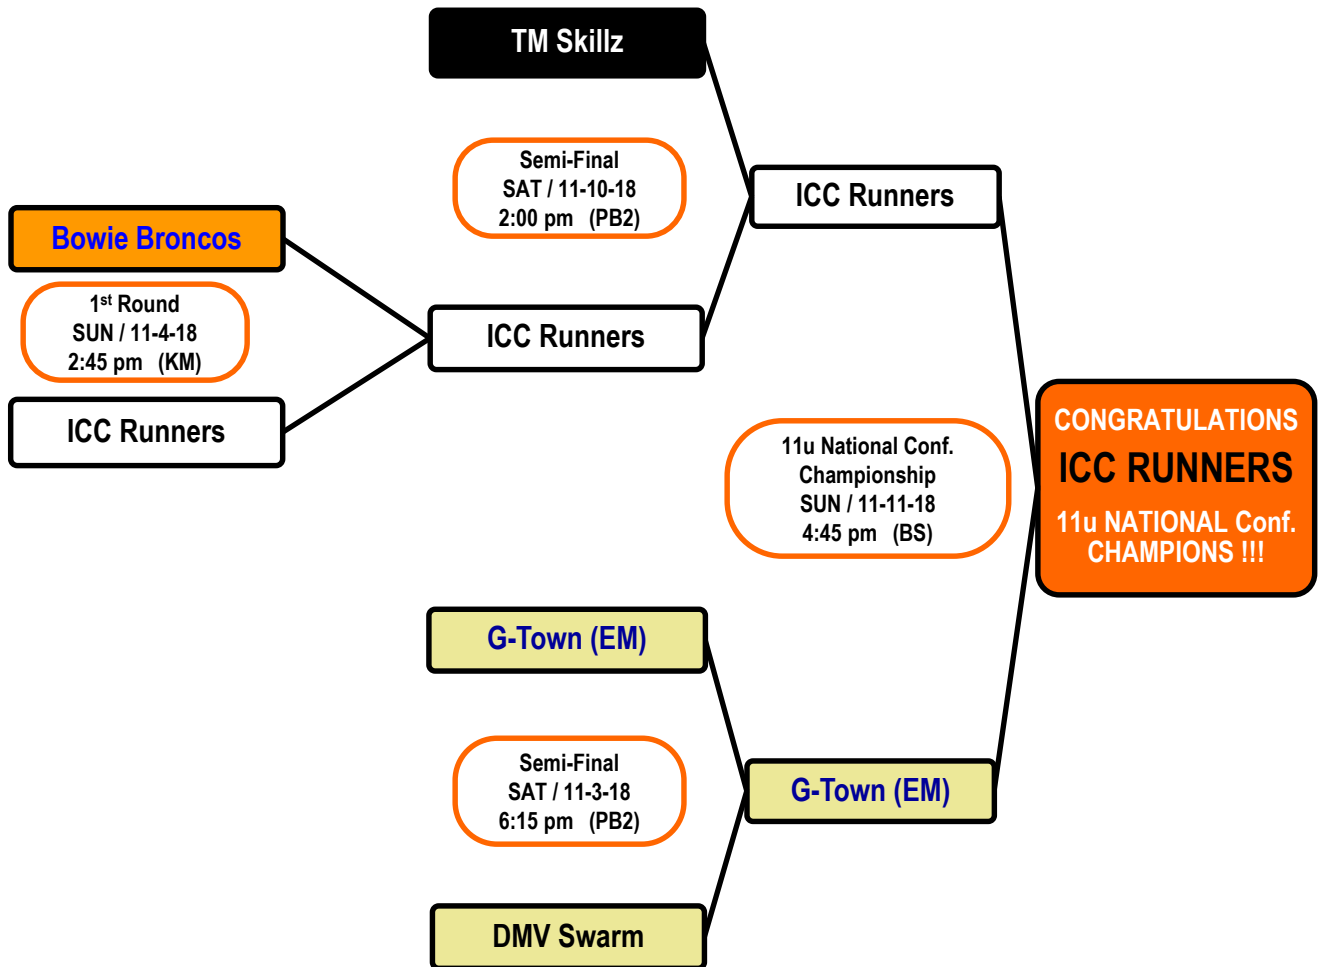 TM Skillz
Semi-Final
SAT / 11-10-18
2:00 pm (PB2)
ICC Runners
Bowie Broncos
1st Round
SUN / 11-4-18
2:45 pm (KM)
ICC Runners
ICC Runners
11u National Conf.
Championship
SUN / 11-11-18
4:45 pm (BS)
CONGRATULATIONS
ICC RUNNERS
11u NATIONAL Conf.
CHAMPIONS !!!
G-Town (EM)
Semi-Final
SAT / 11-3-18
6:15 pm (PB2)
G-Town (EM)
DMV Swarm